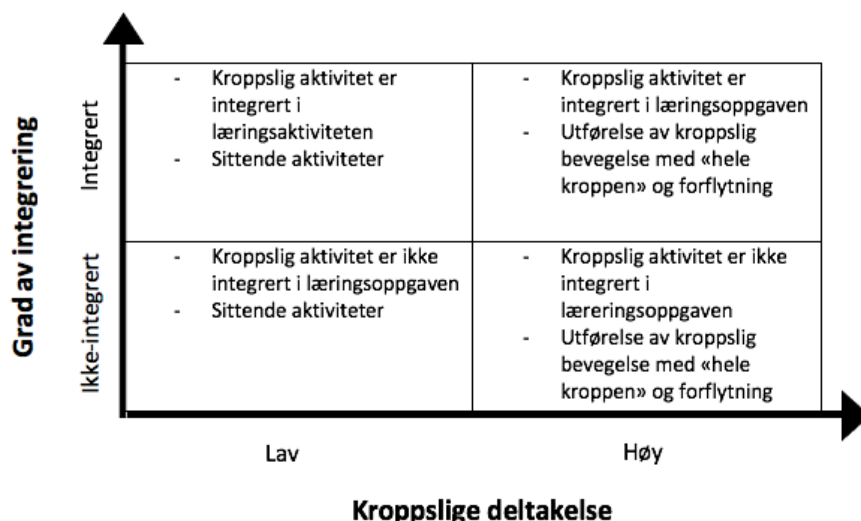 Grad av integrering
Integrert
- Kroppslig aktivitet er
integrert i
læringsaktiviteten
- Sittende aktiviteter
- Kroppslig aktivitet er
integrert i læringsoppgaven
- Utførelse av kroppslig
bevegelse med «hele
kroppen» og forflytning
Ikke-integrert
- Kroppslig aktivitet er ikke
integrert i læringsoppgaven
- Sittende aktiviteter
- Kroppslig aktivitet er ikke
integrert i
læreringsoppgaven
- Utførelse av kroppslig
bevegelse med «hele
kroppen» og forflytning
Lav
Høy
Kroppslige deltakelse